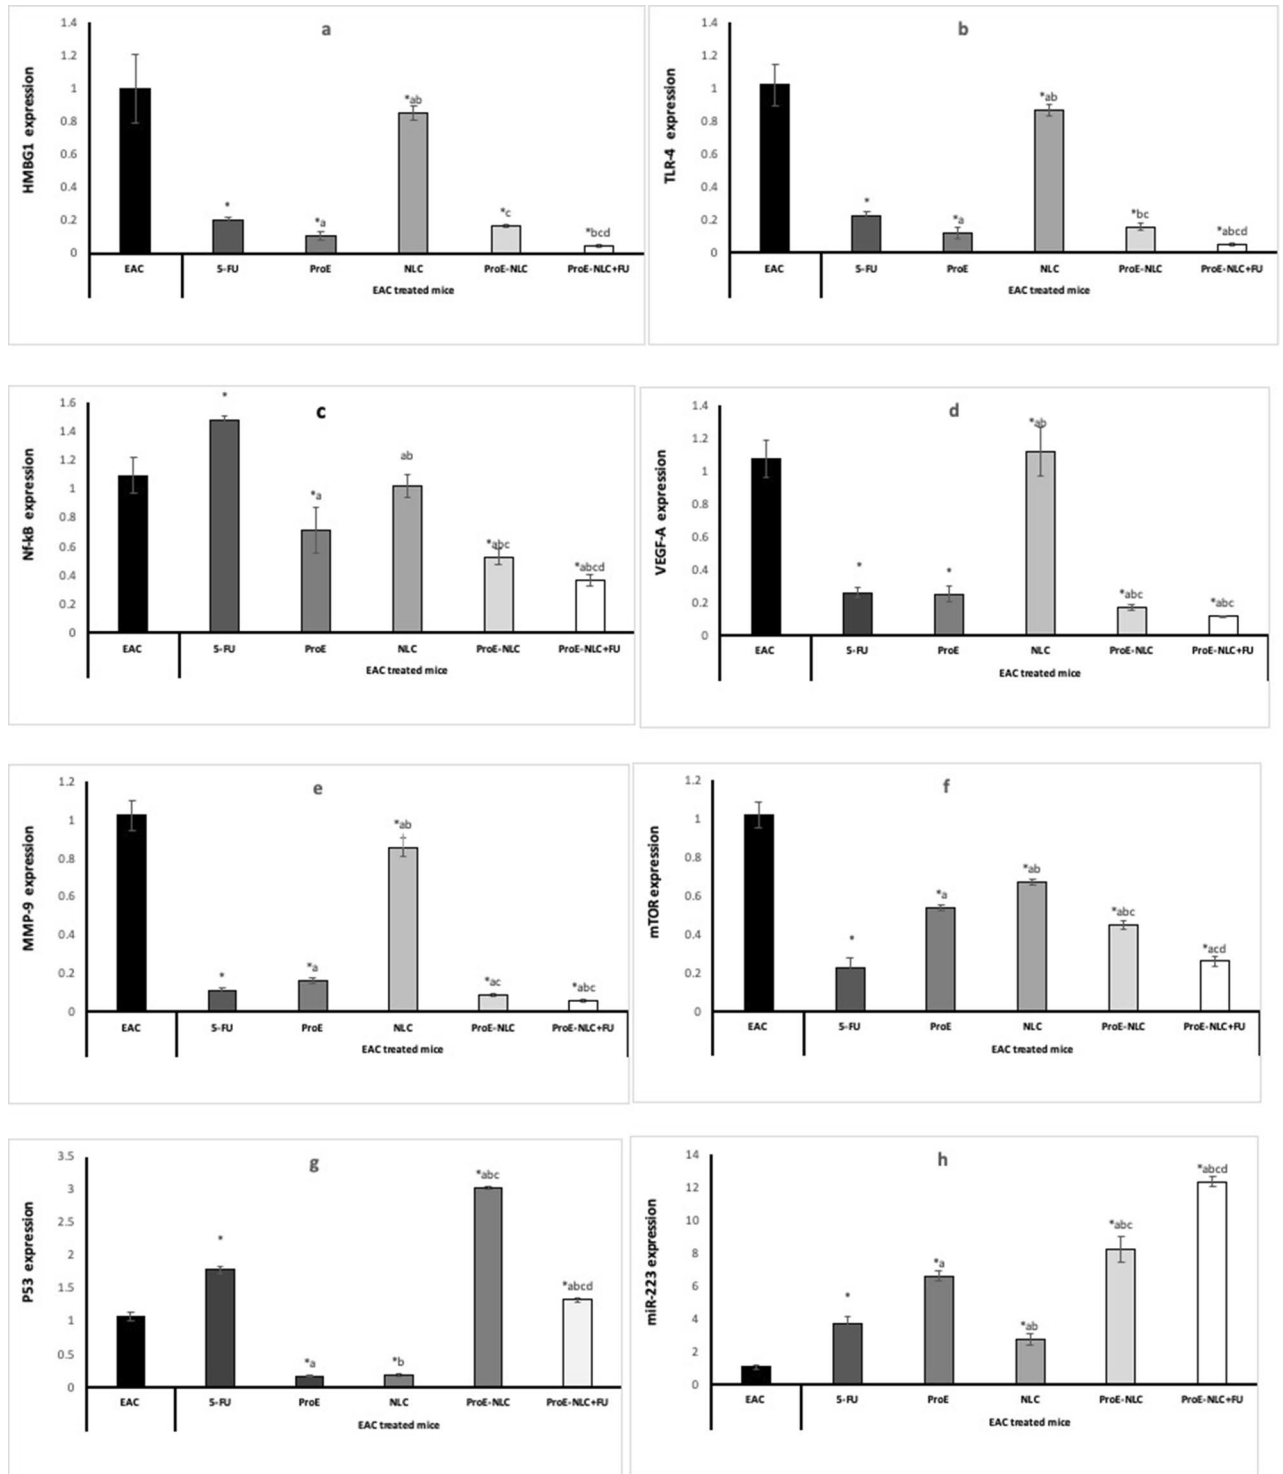 a
HMBG1 expression
1.4
1.2
1
0.8
0.6
0.4
0.2
0
*
*a
*ab
*c
*bcd
EAC
5-FU
ProE
NLC
ProE-NLC
ProE-NLC+FU
EAC treated mice
b
TLR-4 expression
1.4
1.2
1
0.8
0.6
0.4
0.2
0
*
*a
*ab
*bc
*abcd
EAC
5-FU
ProE
NLC
ProE-NLC
ProE-NLC+FU
EAC treated mice
c
Nf-kB expression
1.6
1.4
1.2
1
0.8
0.6
0.4
0.2
0
*
*a
ab
*abc
*abcd
EAC
5-FU
ProE
NLC
ProE-NLC
ProE-NLC+FU
EAC treated mice
d
VEGF-A expression
1.4
1.2
1
0.8
0.6
0.4
0.2
0
*
*
*ab
*abc
*abc
EAC
5-FU
ProE
NLC
ProE-NLC
ProE-NLC+FU
EAC treated mice
e
MMP-9 expression
1.2
1
0.8
0.6
0.4
0.2
0
*
*a
*ab
*ac
*abc
EAC
5-FU
ProE
NLC
ProE-NLC
ProE-NLC+FU
EAC treated mice
f
mTOR expression
1.2
1
0.8
0.6
0.4
0.2
0
*
*a
*ab
*abc
*acd
EAC
5-FU
ProE
NLC
ProE-NLC
ProE-NLC+FU
EAC treated mice
g
P53 expression
3.5
3
2.5
2
1.5
1
0.5
0
*
*a
*b
*abc
*abcd
EAC
5-FU
ProE
NLC
ProE-NLC
ProE-NLC+FU
EAC treated mice
h
miR-223 expression
14
12
10
8
6
4
2
0
*
*a
*ab
*abc
*abcd
EAC
5-FU
ProE
NLC
ProE-NLC
ProE-NLC+FU
EAC treated mice